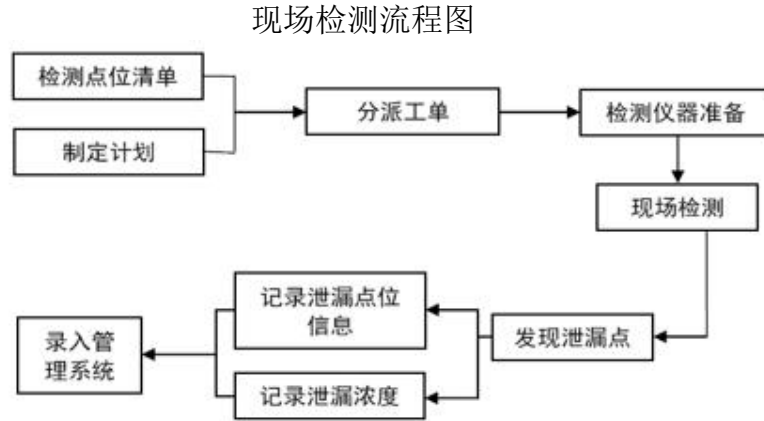 现场检测流程图
检测点位清单
制定计划
分派工单
检测仪器准备
现场检测
发现泄漏点
记录泄漏点位
信息
记录泄漏浓度
录入管
理系统